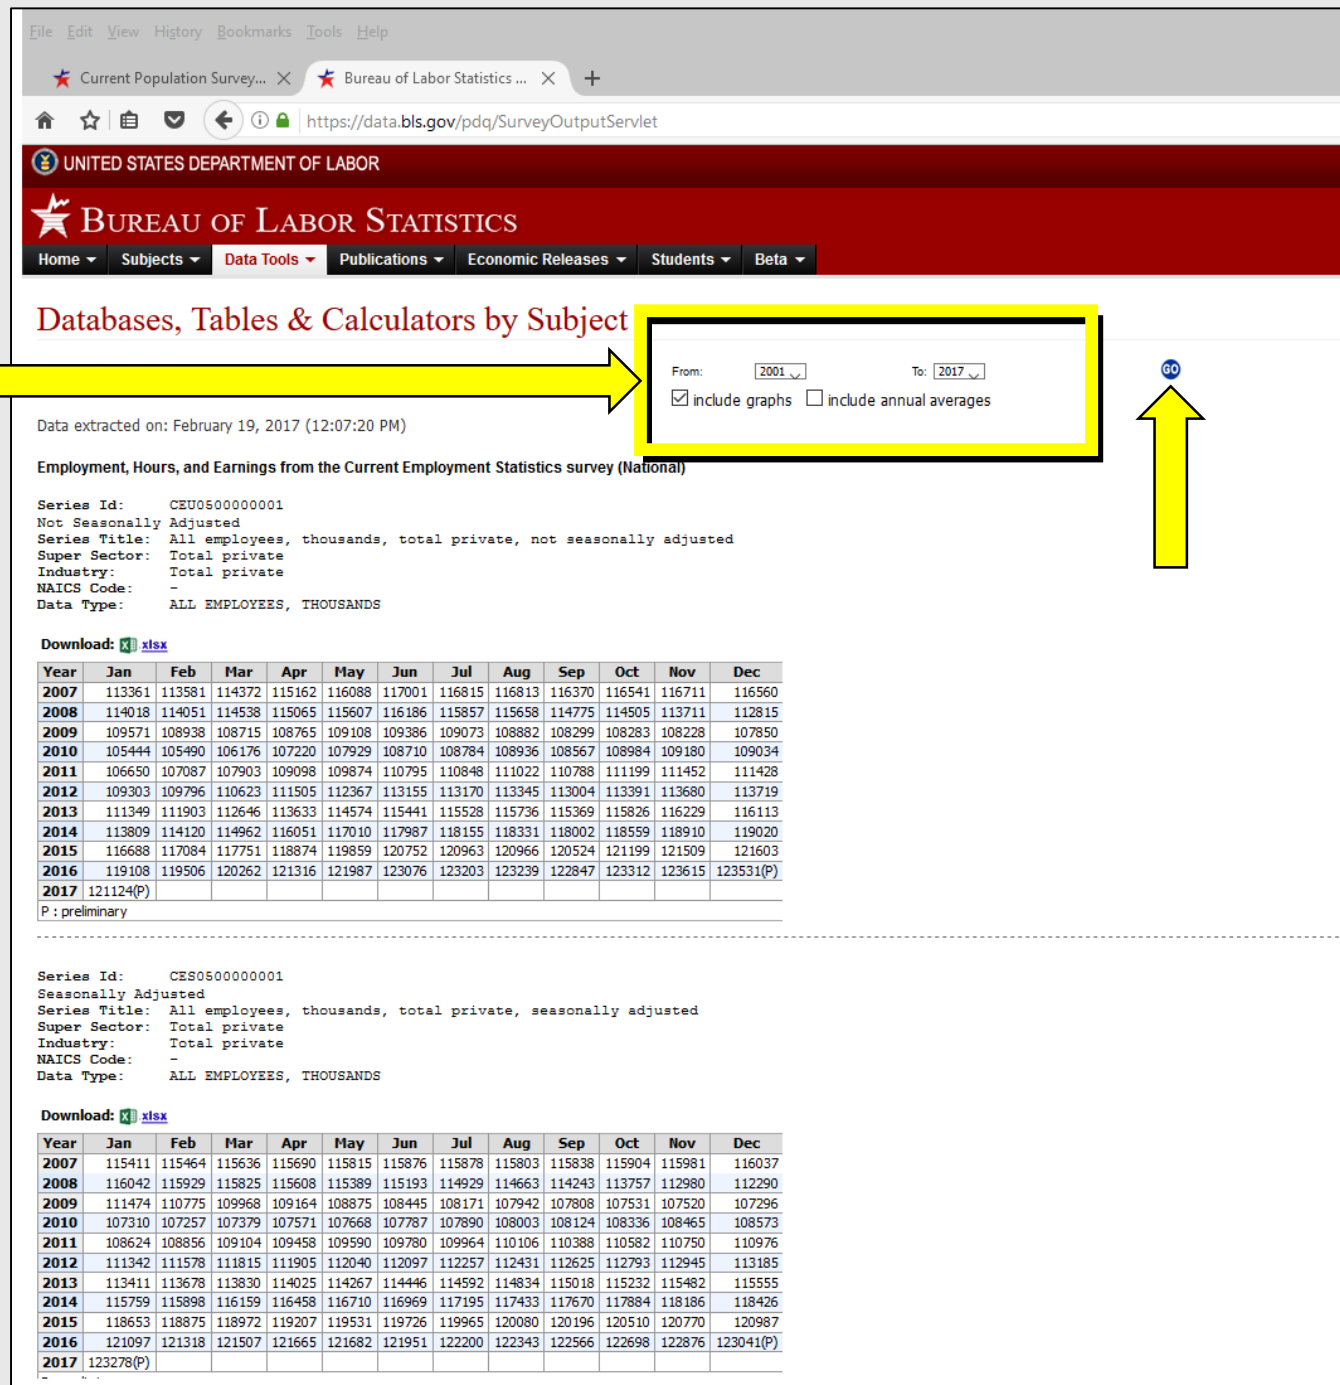 File Edit View History Bookmarks Tools Help
Current Population Survey... Bureau of Labor Statistics ...
https://data.bls.gov/pdq/SurveyOutputServlet
UNITED STATES DEPARTMENT OF LABOR
BUREAU OF LABOR STATISTICS
Home Subjects Data Tools Publications Economic Releases Students Beta
Databases, Tables & Calculators by Subject
From: 2001 To: 2017 GO
include graphs include annual averages
Data extracted on: February 19, 2017 (12:07:20 PM)
Employment, Hours, and Earnings from the Current Employment Statistics survey (National)
Series Id: CEU0500000001
Not Seasonally Adjusted
Series Title: All employees, thousands, total private, not seasonally adjusted
Super Sector: Total private
Industry: Total private
NAICS Code: -
Data Type: ALL EMPLOYEES, THOUSANDS
Download: xlsx
Year Jan Feb Mar Apr May Jun Jul Aug Sep Oct Nov Dec
2007 113361 113581 114372 115162 116088 117001 116815 116813 116370 116541 116711 116560
2008 114018 114051 114538 115065 115607 116186 115857 115658 114775 114505 113711 112815
2009 109571 108938 108715 108765 109108 109386 109073 108882 108299 108283 108228 107850
2010 105444 105490 106176 107220 107929 108710 108784 108936 108567 108984 109180 109034
2011 106650 107087 107903 109098 109874 110795 110848 111022 110788 111199 111452 111428
2012 109303 109796 110623 111505 112367 113155 113170 113345 113004 113391 113680 113719
2013 111349 111903 112646 113633 114574 115441 115528 115736 115369 115826 116229 116113
2014 113809 114120 114962 116051 117010 117987 118155 118331 118002 118559 118910 119020
2015 116688 117084 117751 118874 119859 120752 120963 120966 120524 121199 121509 121603
2016 119108 119506 120262 121316 121987 123076 123203 123239 122847 123312 123615 123531(P)
2017 121124(P)
P : preliminary
Series Id: CES0500000001
Seasonally Adjusted
Series Title: All employees, thousands, total private, seasonally adjusted
Super Sector: Total private
Industry: Total private
NAICS Code: -
Data Type: ALL EMPLOYEES, THOUSANDS
Download: xlsx
Year Jan Feb Mar Apr May Jun Jul Aug Sep Oct Nov Dec
2007 115411 115464 115636 115690 115815 115876 115878 115803 115838 115904 115981 116037
2008 116042 115929 115825 115608 115389 115193 114929 114663 114243 113757 112980 112290
2009 111474 110775 109968 109164 108875 108445 108171 107942 107808 107531 107520 107296
2010 107310 107257 107379 107571 107668 107787 107890 108003 108124 108336 108465 108573
2011 108624 108856 109104 109458 109590 109780 109964 110106 110388 110582 110750 110976
2012 111342 111578 111815 111905 112040 112097 112257 112431 112625 112793 112945 113185
2013 113411 113678 113830 114025 114267 114446 114592 114834 115018 115232 115482 115555
2014 115759 115898 116159 116458 116710 116969 117195 117433 117670 117884 118186 118426
2015 118653 118875 118972 119207 119531 119726 119965 120080 120196 120510 120770 120987
2016 121097 121318 121507 121665 121682 121951 122200 122343 122566 122698 122876 123041(P)
2017 123278(P)